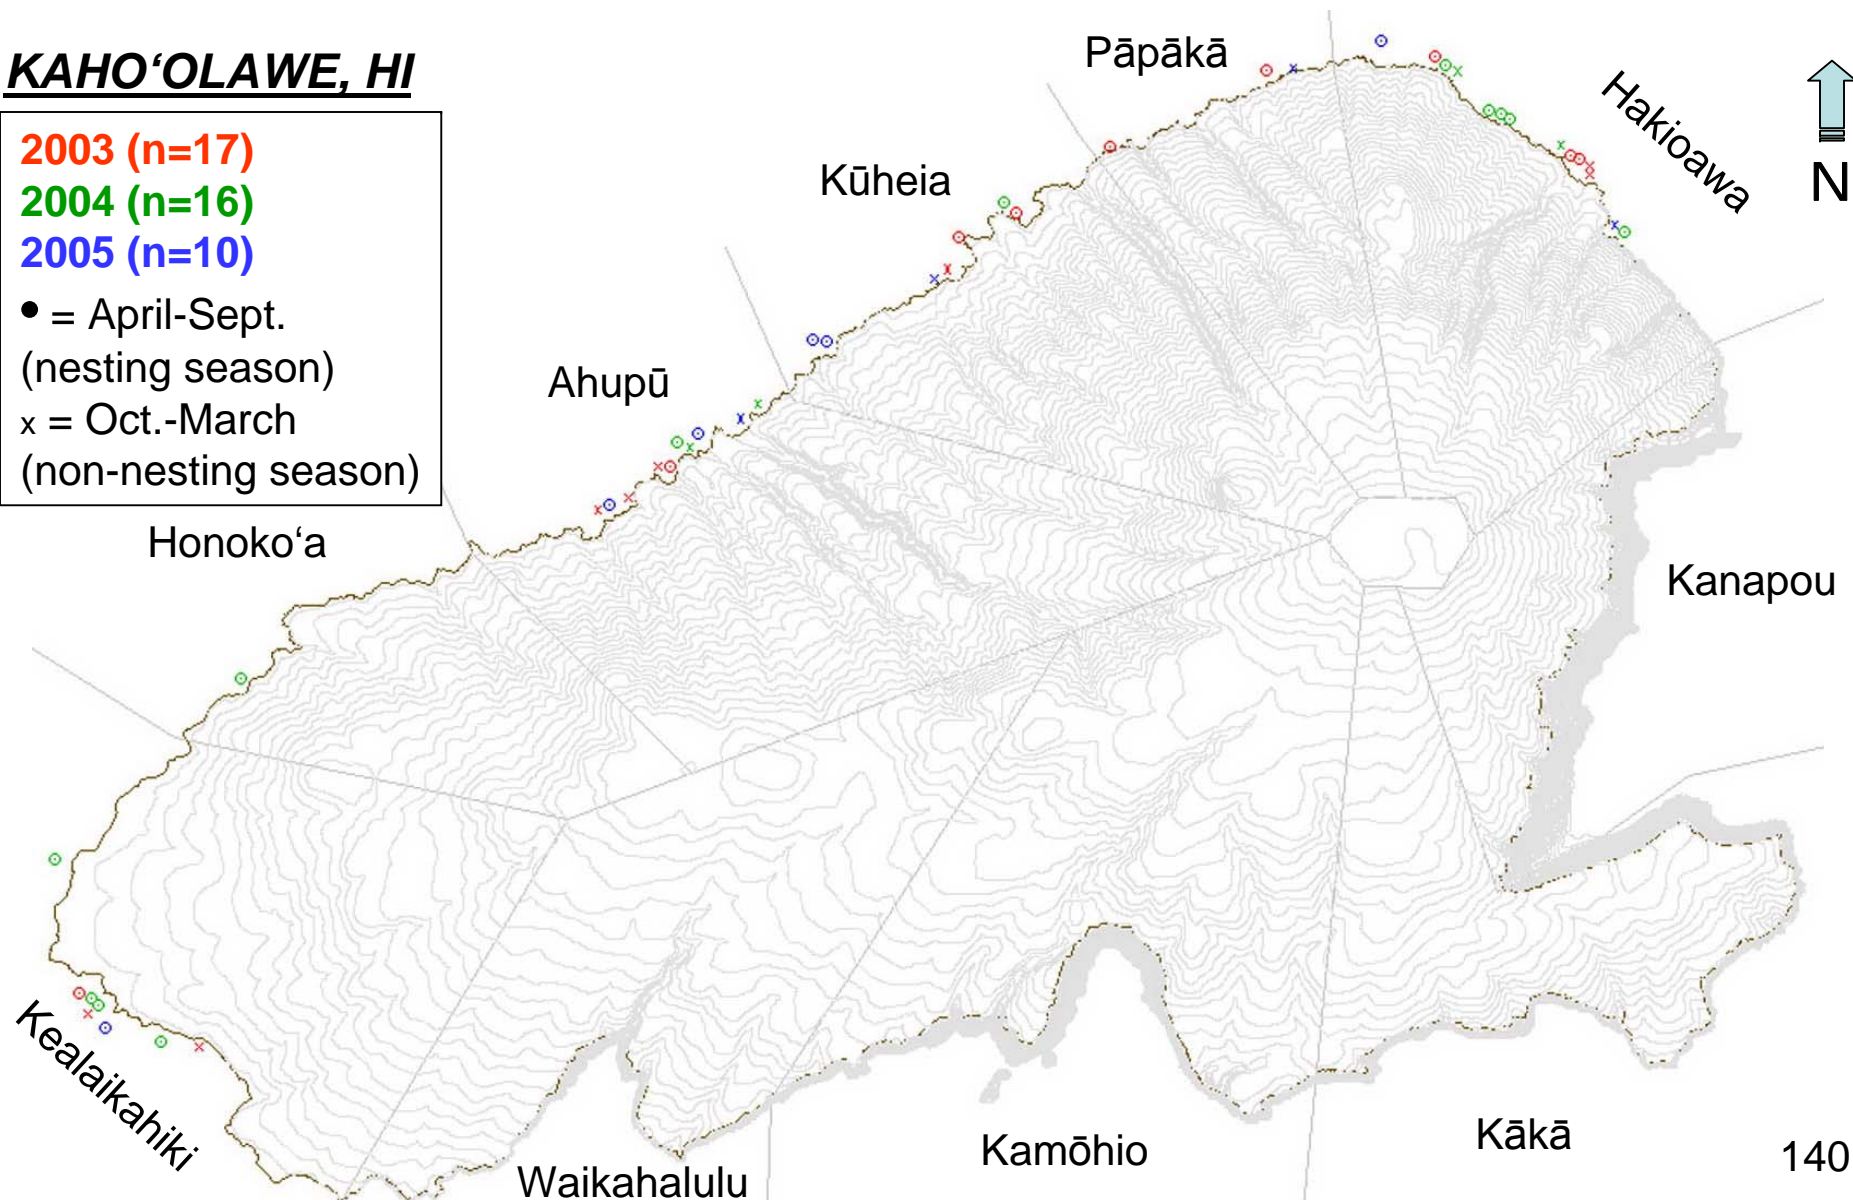 KAHO‘OLAWE, HI
2003 (n=17)
2004 (n=16)
2005 (n=10)
• = April-Sept.
(nesting season)
x = Oct.-March
(non-nesting season)
Pāpākā
Hakioawa
N
Kūheia
Ahupū
Honoko‘a
Kanapou
Kealaikahiki
Waikahalulu
Kamōhio
Kākā
140